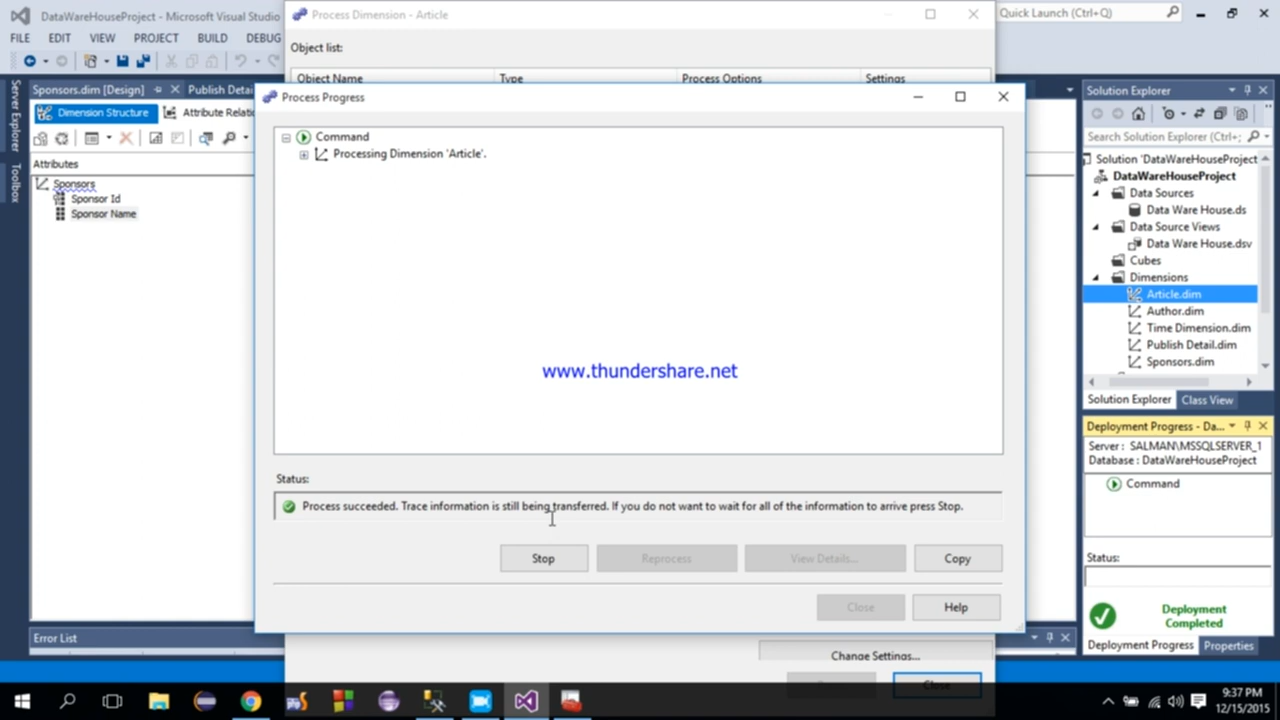 DataWareHouseProject - Microsoft Visual Studio
Process Dimension - Article
Quick Launch (Ctrl+Q)
FILE EDIT VIEW PROJECT BUILD DEBUG
Object list:
Object Name Type Process Options Settings
Server Explorer
Toolbox
Sponsors.dim [Design] Publish Detai
Dimension Structure Attribute Relatio
Attributes
Sponsors
Sponsor Id
Sponsor Name
Process Progress
Command
Processing Dimension 'Article'.
www.thundershare.net
Status:
Process succeeded. Trace information is still being transferred. If you do not want to wait for all of the information to arrive press Stop.
Stop Reprocess View Details... Copy
Close Help
Change Settings...
Close
Error List
Solution Explorer
Search Solution Explorer (Ctrl+;
Solution 'DataWareHouseProject
DataWareHouseProject
Data Sources
Data Ware House.ds
Data Source Views
Data Ware House.dsv
Cubes
Dimensions
Article.dim
Author.dim
Time Dimension.dim
Publish Detail.dim
Sponsors.dim
Solution Explorer Class View
Deployment Progress - Da...
Server : SALMAN\MSSQLSERVER_1
Database : DataWareHouseProject
Command
Status:
Deployment
Completed
Deployment Progress Properties
9:37 PM
12/15/2015